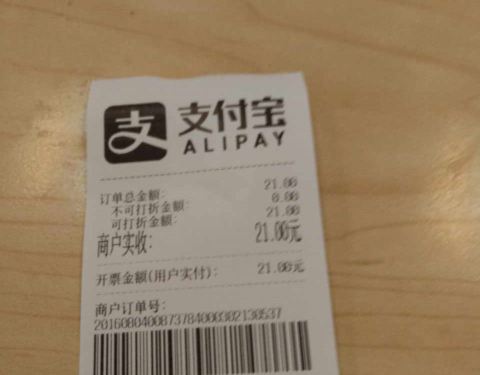 支 支付宝
ALIPAY
订单总金额: 21.00
不可打折金额: 0.00
可打折金额: 21.00
商户实收: 21.00元
开票金额(用户实付): 21.00元
商户订单号:
2016080400873784000302130537